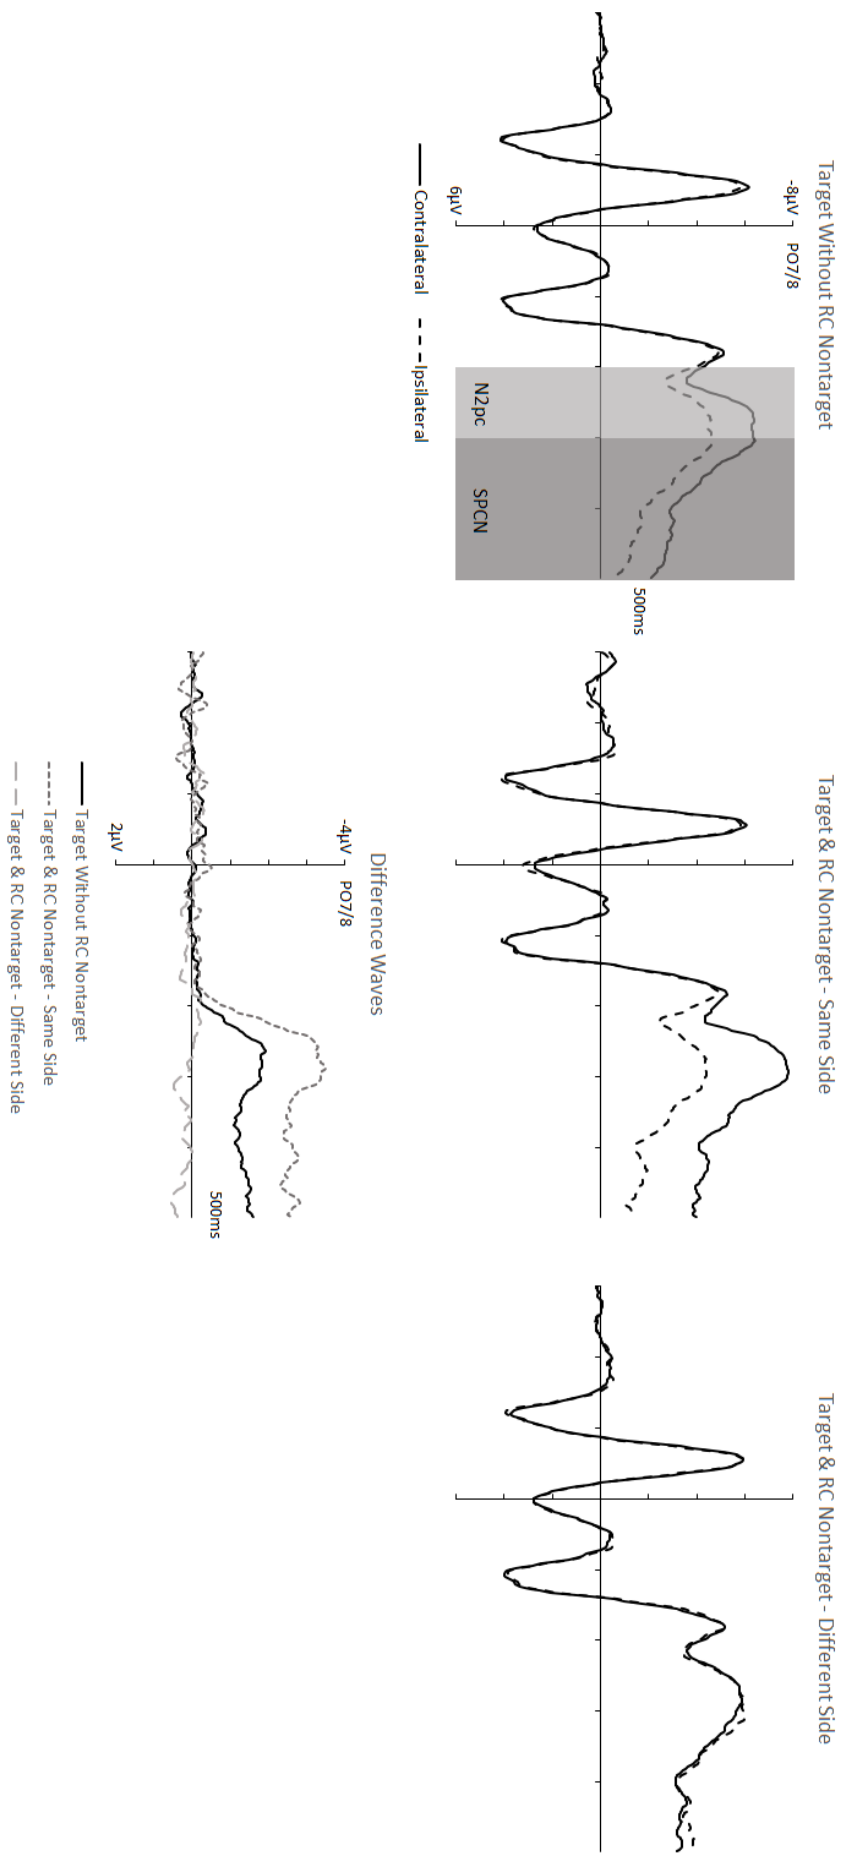 Target Without RC Nontarget
Target & RC Nontarget - Same Side
Target & RC Nontarget - Different Side
-8µV
PO7/8
N2pc
SPCN
500ms
6µV
Contralateral
Ipsilateral
Difference Waves
-4µV
PO7/8
500ms
2µV
Target Without RC Nontarget
Target & RC Nontarget - Same Side
Target & RC Nontarget - Different Side